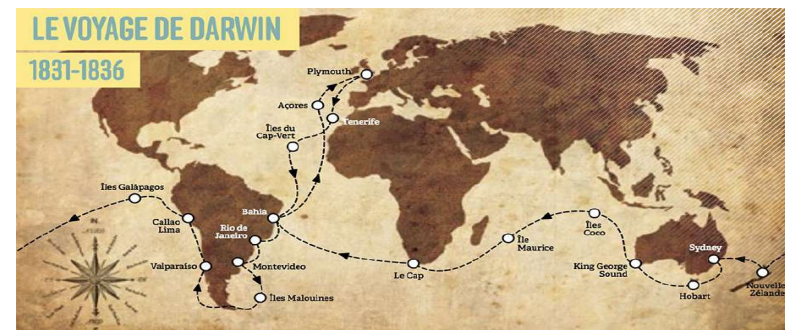 LE VOYAGE DE DARWIN
1831-1836
Plymouth
Açores
Tenerife
Îles du
Cap-Vert
Îles Galápagos
Callao
Lima
Bahia
Rio de
Janeiro
Valparaíso
Montevideo
Îles Malouines
Le Cap
Île
Maurice
Îles
Coco
King George
Sound
Sydney
Hobart
Nouvelle
Zélande